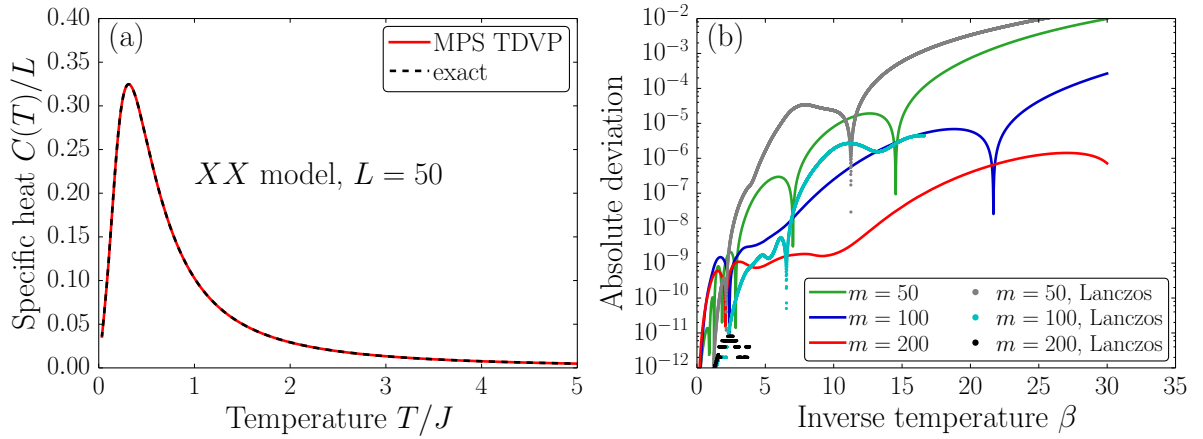 (a)
MPS TDVP
exact
XX model, L = 50
Specific heat C(T)/L
0.40
0.35
0.30
0.25
0.20
0.15
0.10
0.05
0.00
0 1 2 3 4 5
Temperature T/J
(b)
Absolute deviation
10^{-2}
10^{-3}
10^{-4}
10^{-5}
10^{-6}
10^{-7}
10^{-8}
10^{-9}
10^{-10}
10^{-11}
10^{-12}
m = 50
m = 100
m = 200
m = 50, Lanczos
m = 100, Lanczos
m = 200, Lanczos
0 5 10 15 20 25 30 35
Inverse temperature β